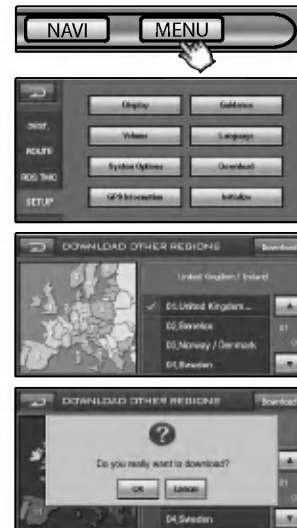 NAVI MENU
DEST.
Display Guidance
Volume Language
ROUTE
System Options Download
RDS TMC
GPS Information Initialize
SETUP
DOWNLOAD OTHER REGIONS Download
United Kingdom / Ireland
01.United Kingdom...
02.Benelux
03.Norway / Denmark
04.Sweden
DOWNLOAD OTHER REGIONS Download
Do you really want to download?
OK Cancel
04.Sweden